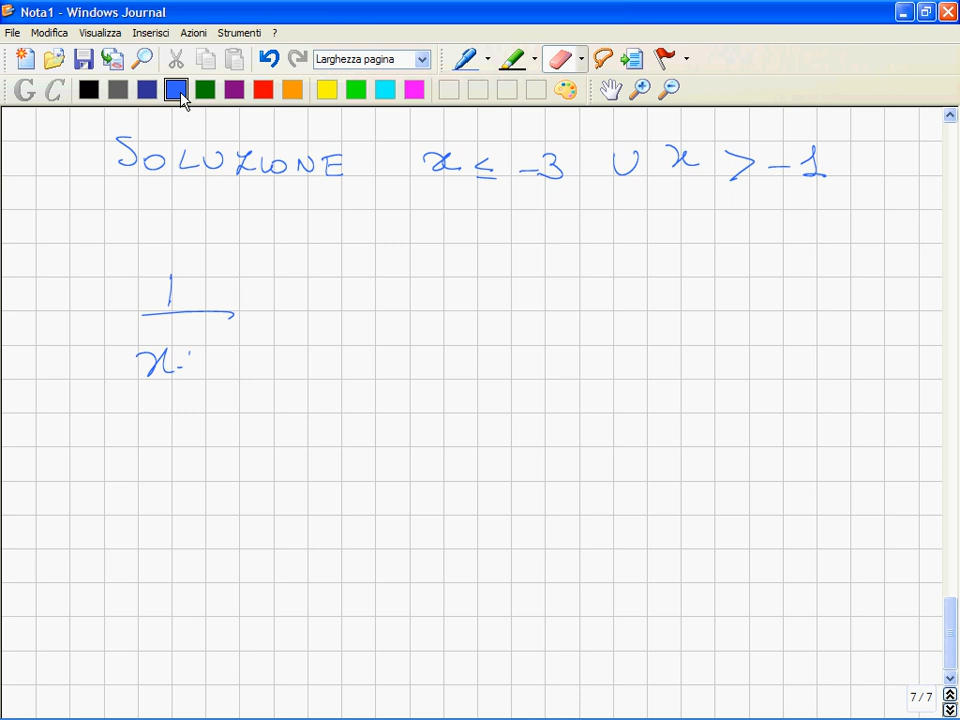 Nota1 - Windows Journal
File Modifica Visualizza Inserisci Azioni Strumenti ?
Larghezza pagina
G C
SOLUZIONE x ≤ -3 ∪ x > -1
1
x
7 / 7